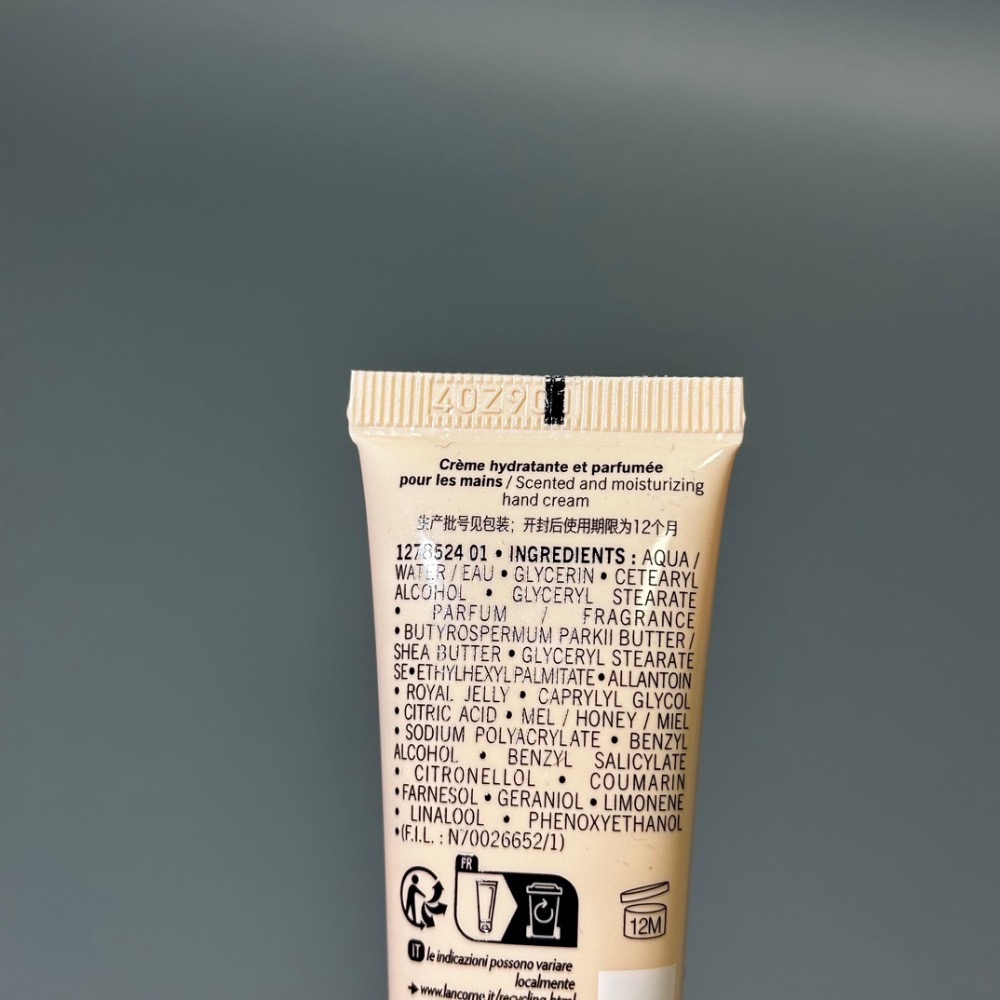 40Z900
Crème hydratante et parfumée
pour les mains / Scented and moisturizing
hand cream
生产批号见包装；开封后使用期限为12个月
1278524 01 • INGREDIENTS : AQUA /
WATER / EAU • GLYCERIN • CETEARYL
ALCOHOL • GLYCERYL STEARATE
• PARFUM / FRAGRANCE
• BUTYROSPERMUM PARKII BUTTER /
SHEA BUTTER • GLYCERYL STEARATE
SE • ETHYLHEXYL PALMITATE • ALLANTOIN
• ROYAL JELLY • CAPRYLYL GLYCOL
• CITRIC ACID • MEL / HONEY / MIEL
• SODIUM POLYACRYLATE • BENZYL
ALCOHOL • BENZYL SALICYLATE
• CITRONELLOL • COUMARIN
• FARNESOL • GERANIOL • LIMONENE
• LINALOOL • PHENOXYETHANOL
• (F.I.L. : N70026652/1)
FR
12M
IT le indicazioni possono variare
localmente
www.lancome.it/recycling.html